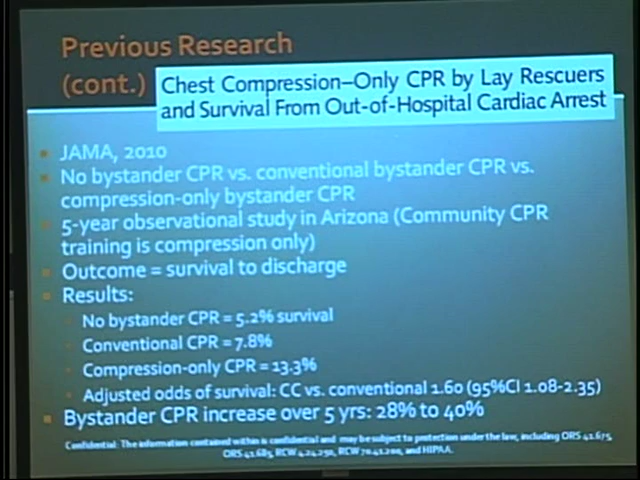 Previous Research
(cont.)
Chest Compression–Only CPR by Lay Rescuers
and Survival From Out-of-Hospital Cardiac Arrest
JAMA, 2010
No bystander CPR vs. conventional bystander CPR vs.
compression-only bystander CPR
5-year observational study in Arizona (Community CPR
training is compression only)
Outcome = survival to discharge
Results:
No bystander CPR = 5.2% survival
Conventional CPR = 7.8%
Compression-only CPR = 13.3%
Adjusted odds of survival: CC vs. conventional 1.60 (95%CI 1.08-2.35)
Bystander CPR increase over 5 yrs: 28% to 40%
Confidential: The information contained within is confidential and may be subject to protection under the law, including ORS 41.675,
ORS 41.685, RCW 4.24.250, RCW 70.41.200, and HIPAA.